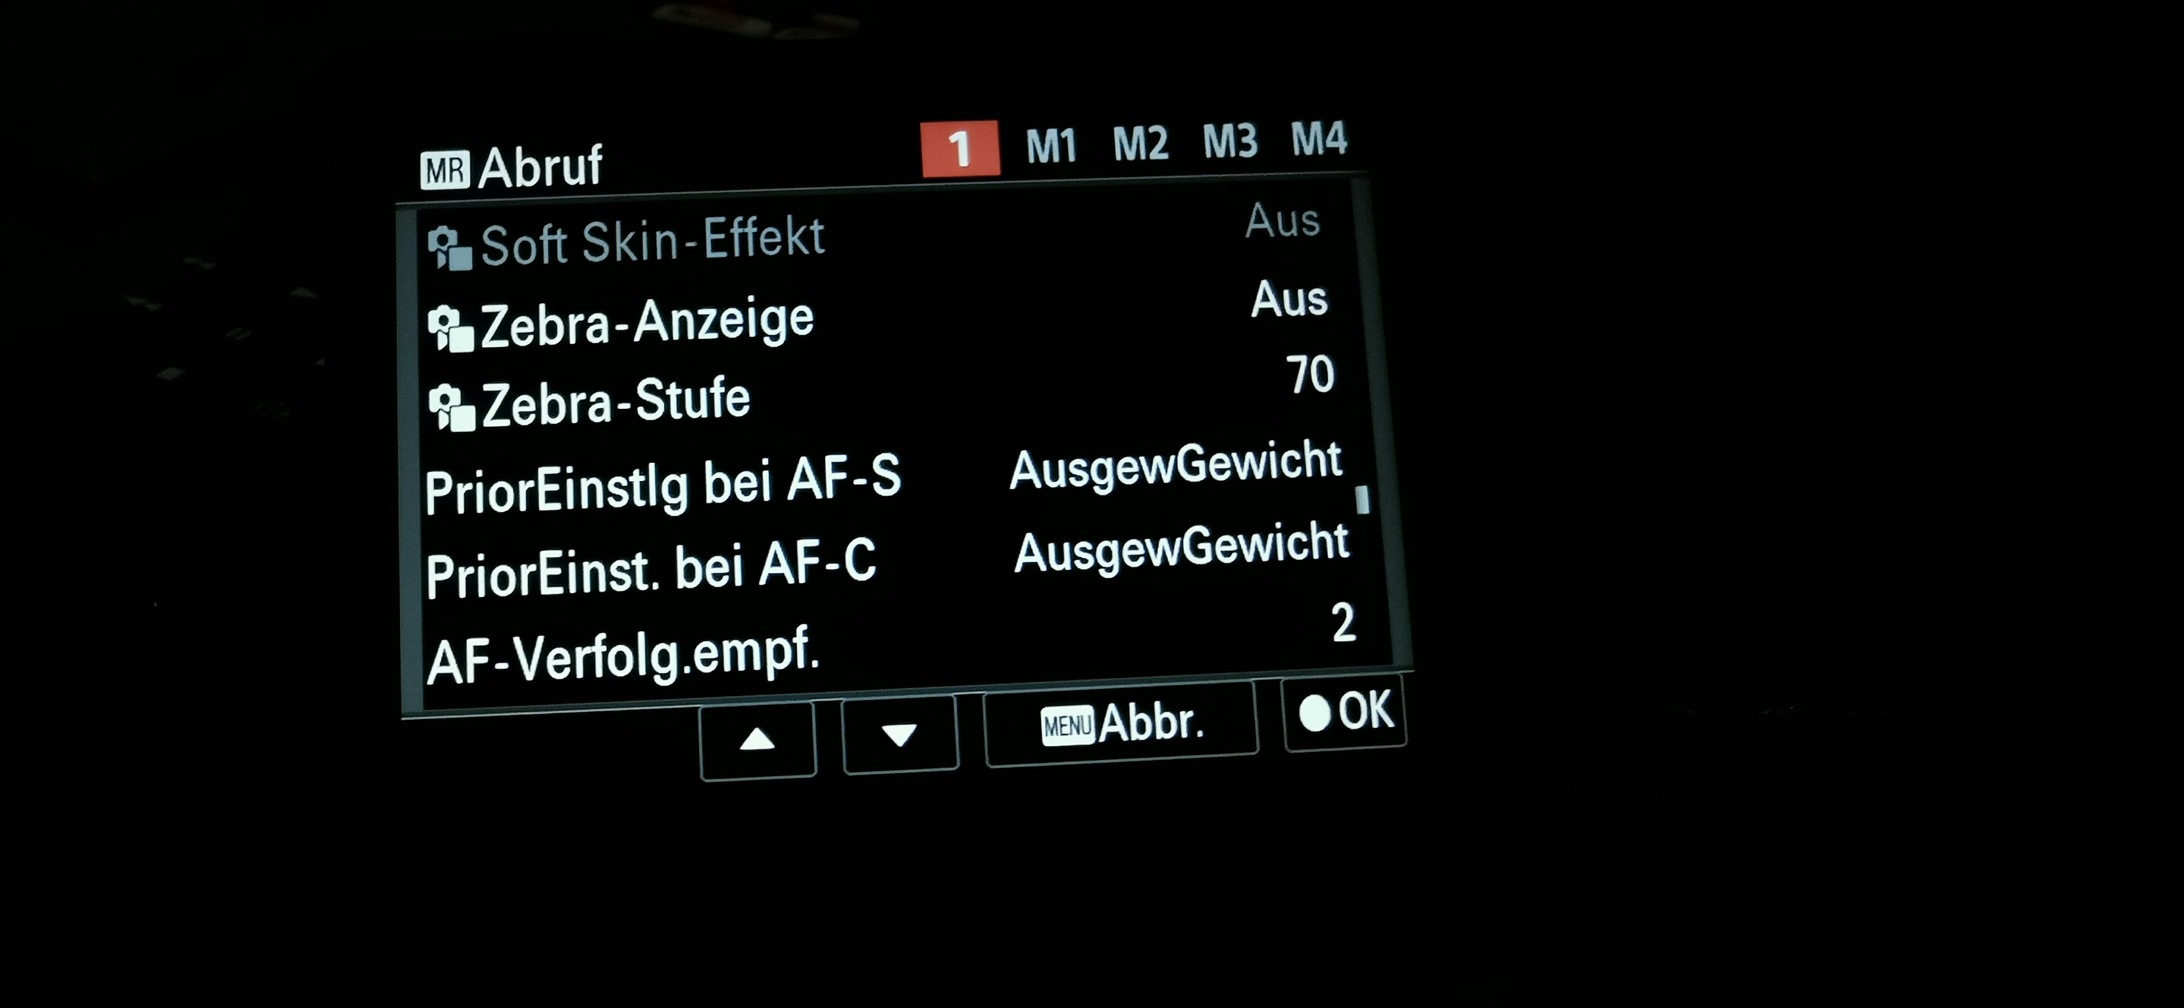 MR Abruf 1 M1 M2 M3 M4
Soft Skin-Effekt Aus
Zebra-Anzeige Aus
Zebra-Stufe 70
PriorEinstlg bei AF-S AusgewGewicht
PriorEinst. bei AF-C AusgewGewicht
AF-Verfolg.empf. 2
MENU Abbr. OK